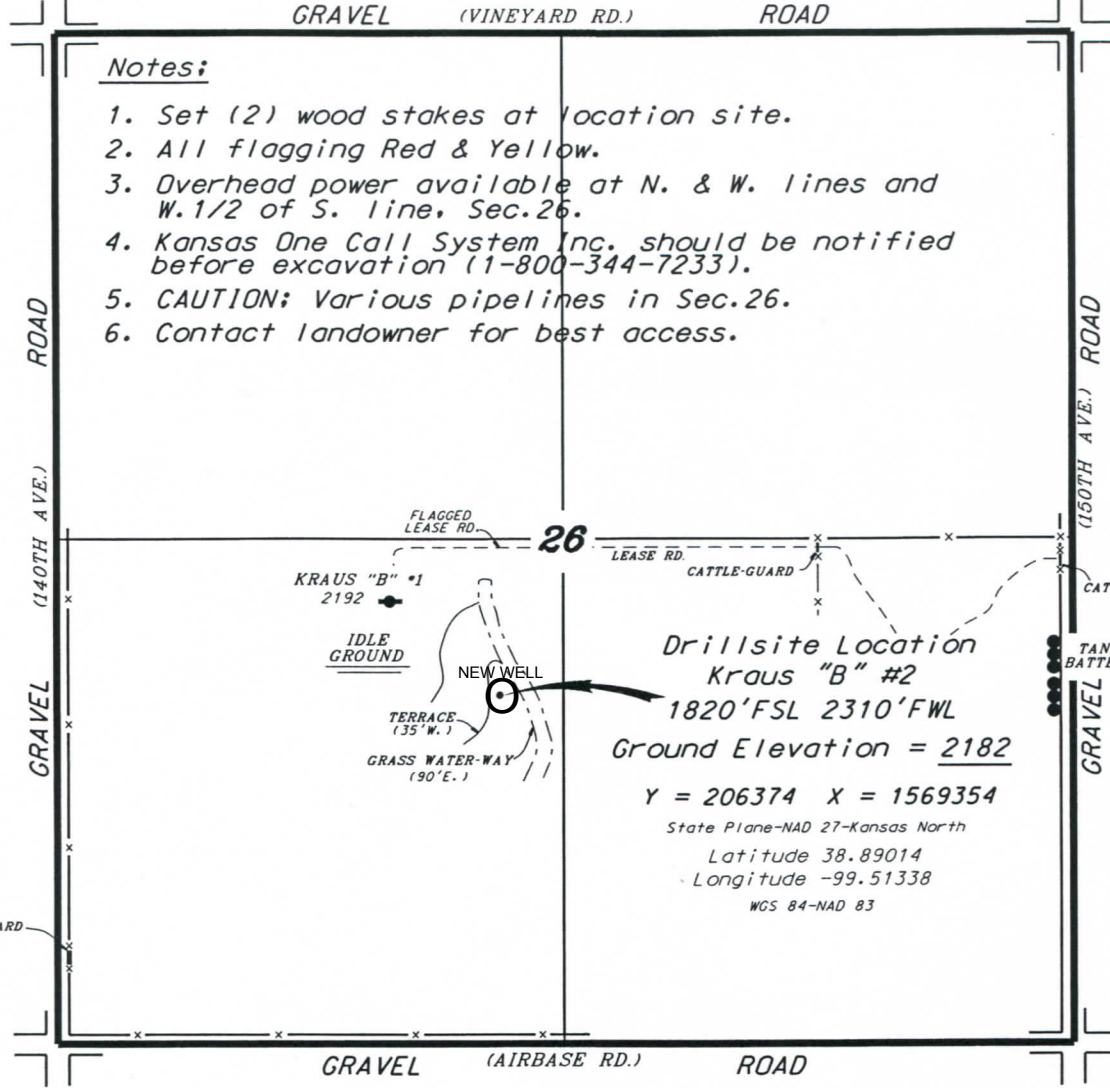 GRAVEL (VINEYARD RD.) ROAD
Notes:
1. Set (2) wood stakes at location site.
2. All flagging Red & Yellow.
3. Overhead power available at N. & W. lines and
W.1/2 of S. line, Sec.26.
4. Kansas One Call System Inc. should be notified
before excavation (1-800-344-7233).
5. CAUTION: Various pipelines in Sec.26.
6. Contact landowner for best access.
ROAD
(140TH AVE.)
GRAVEL
ROAD
(150TH AVE.)
GRAVEL
FLAGGED
LEASE RD.
26
LEASE RD.
CATTLE-GUARD
CAT
KRAUS "B" #1
2192
IDLE
GROUND
NEW WELL
TERRACE
(35'W.)
GRASS WATER-WAY
(90'E.)
TAN
BATTE
Drillsite Location
Kraus "B" #2
1820'FSL 2310'FWL
Ground Elevation = 2182
Y = 206374 X = 1569354
State Plane-NAD 27-Kansas North
Latitude 38.89014
Longitude -99.51338
WGS 84-NAD 83
ARD
GRAVEL (AIRBASE RD.) ROAD